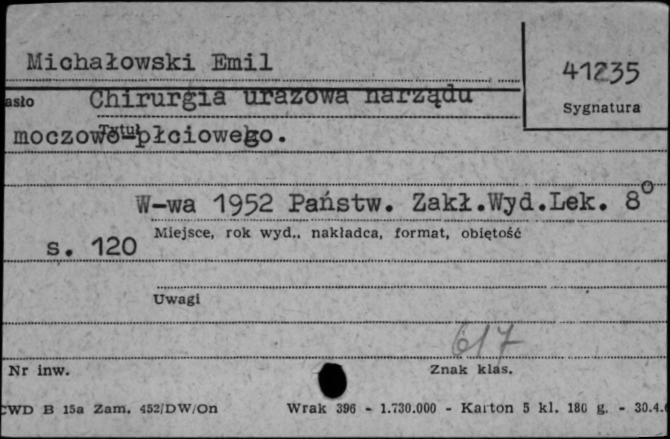 Michałowski Emil
41235
asło Chirurgia urazowa narządu
Sygnatura
Tytuł
moczowo-płciowego.
W-wa 1952 Państw. Zakł.Wyd.Lek. 8°
Miejsce, rok wyd., nakładca, format, objętość
s. 120
Uwagi
617
Nr inw.
Znak klas.
CWD B 15a Zam. 452/DW/On Wrak 396 - 1.730.000 - Karton 5 kl. 180 g. - 30.4.